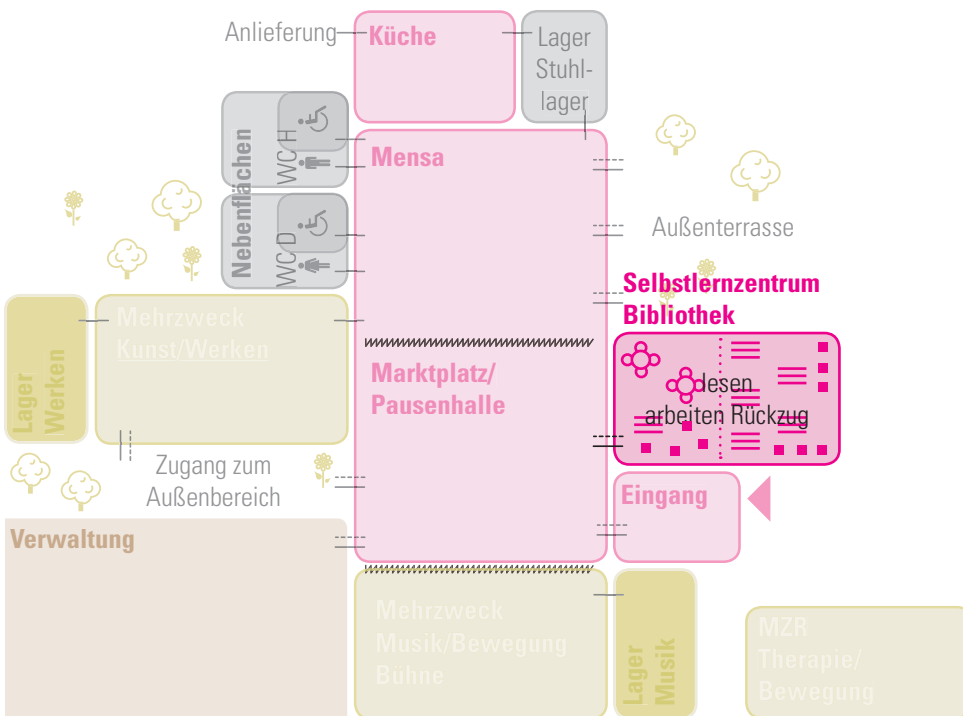 Anlieferung
Küche
Lager
Stuhl-
lager
Nebenflächen
WC H
WC D
Mensa
Außenterrasse
Selbstlernzentrum
Bibliothek
lesen
arbeiten Rückzug
Lager
Werken
Mehrzweck
Kunst/Werken
Marktplatz/
Pausenhalle
Zugang zum
Außenbereich
Eingang
Verwaltung
Mehrzweck
Musik/Bewegung
Bühne
Lager
Musik
MZR
Therapie/
Bewegung